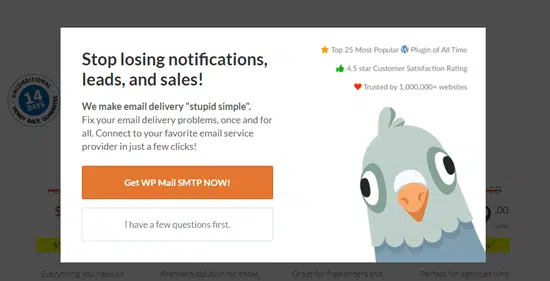 Stop losing notifications,
leads, and sales!
We make email delivery "stupid simple".
Fix your email delivery problems, once and for
all. Connect to your favorite email service
provider in just a few clicks!
Get WP Mail SMTP NOW!
I have a few questions first.
Top 25 Most Popular Plugin of All Time
4.5 star Customer Satisfaction Rating
Trusted by 1,000,000+ websites
UNCONDITIONAL
14
DAYS
MONEY BACK GUARANTEE
.00
Everything you need to
Premiere solution for those
Great for freelancers and
Perfect for agencies who